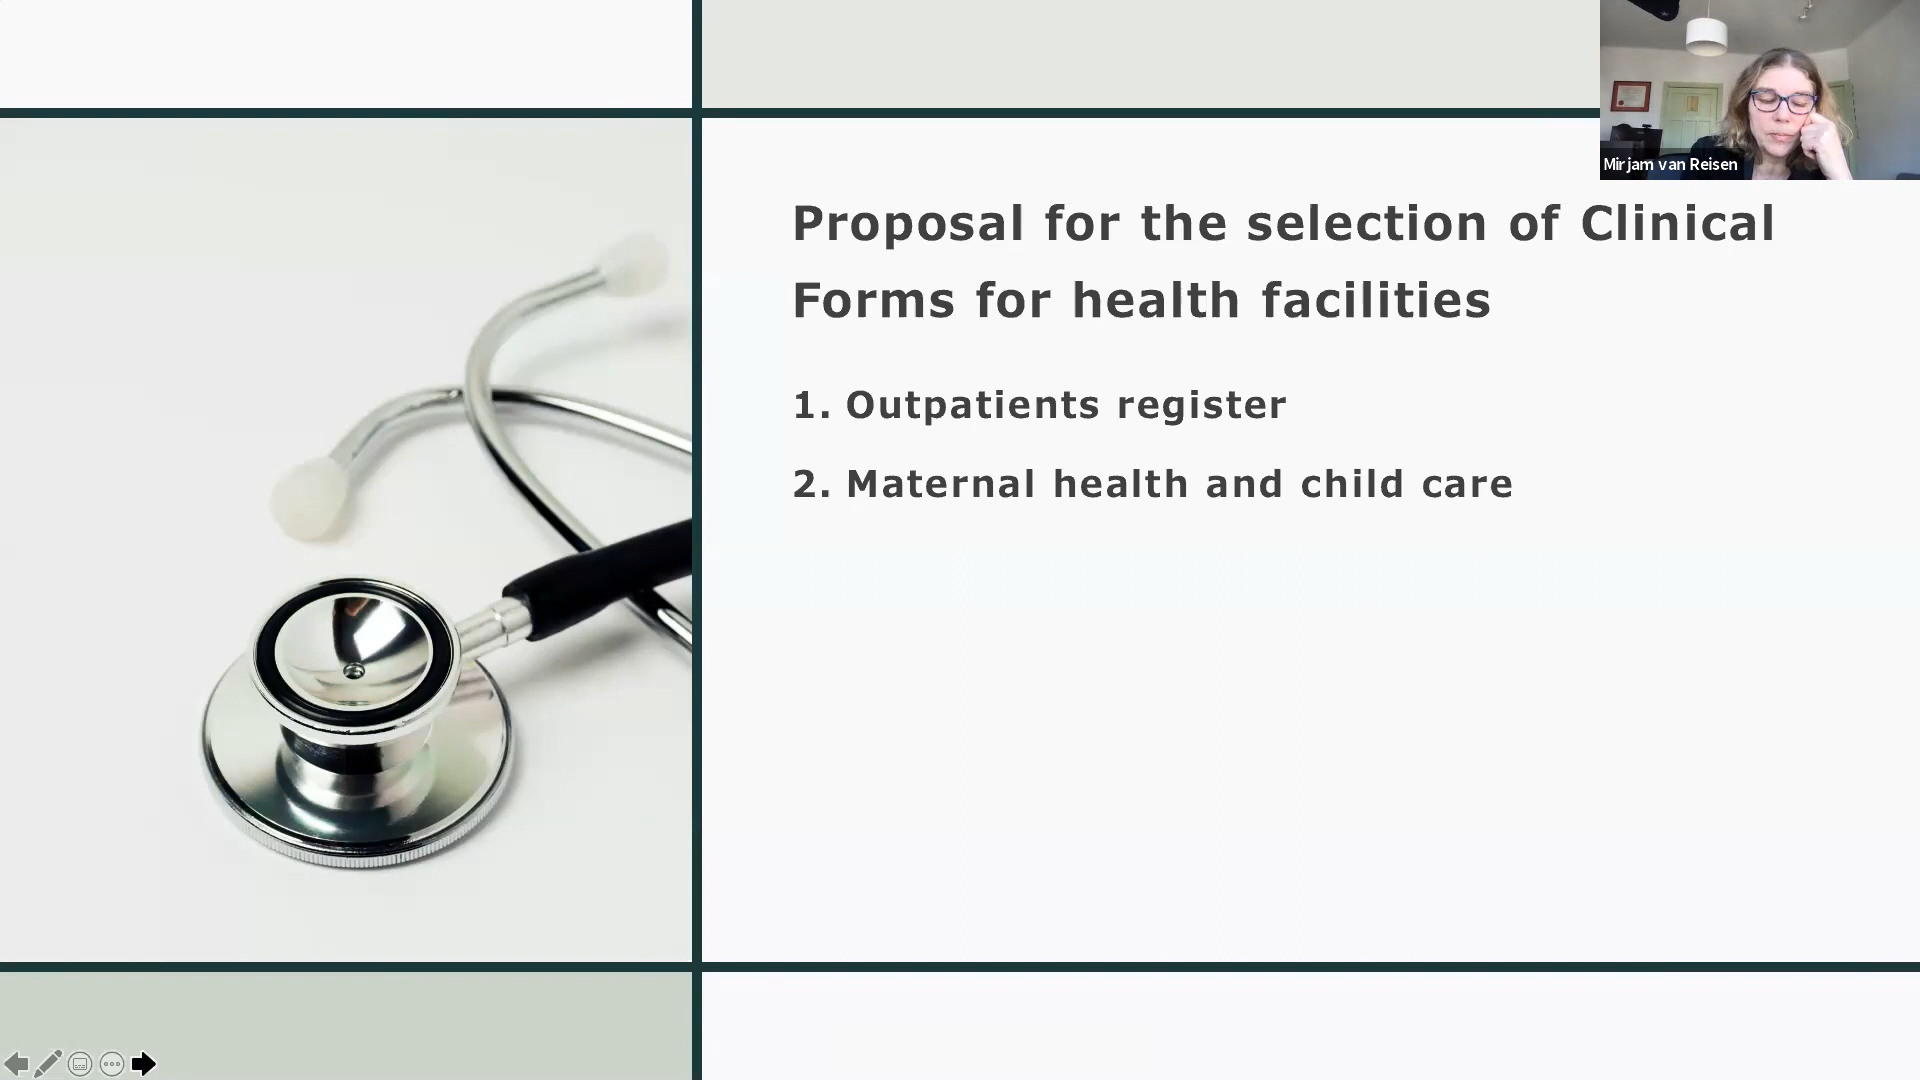 Mirjam van Reisen
Proposal for the selection of Clinical
Forms for health facilities
1. Outpatients register
2. Maternal health and child care